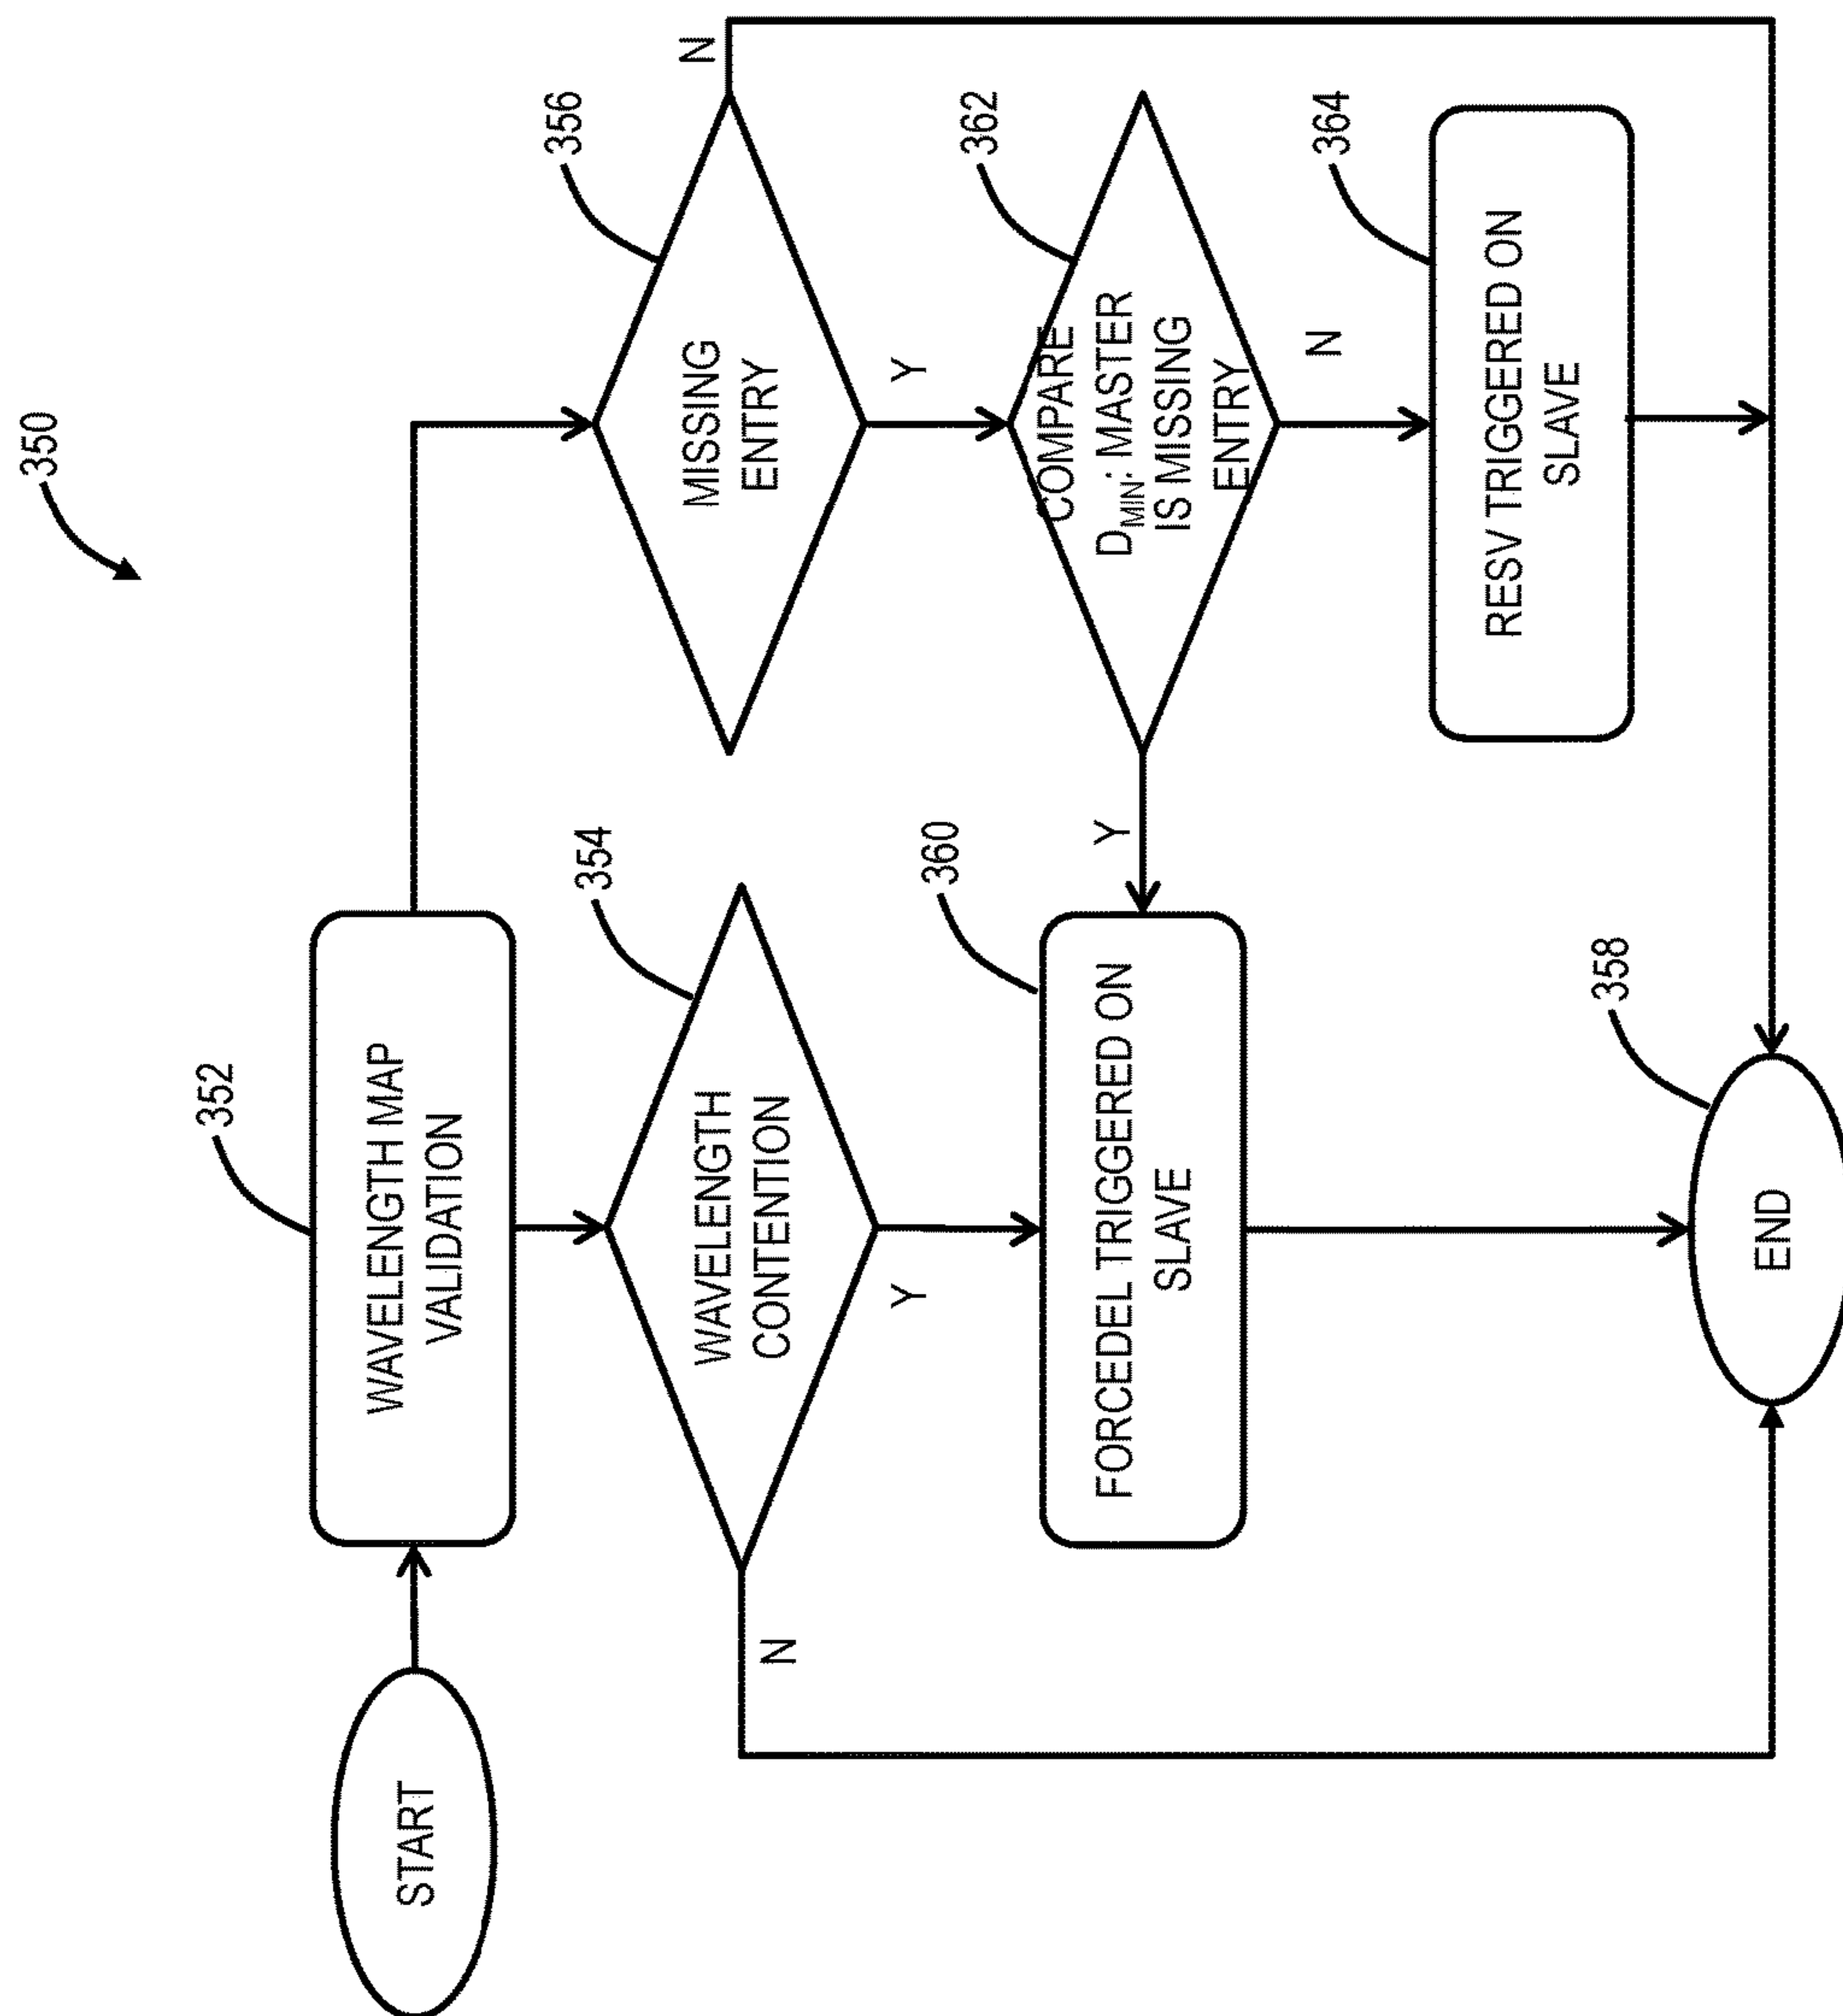 350
START
352
WAVELENGTH MAP
VALIDATION
354
WAVELENGTH
CONTENTION
N
Y
356
MISSING
ENTRY
N
Y
360
FORCEDEL TRIGGERED ON
SLAVE
362
COMPARE
DMIN: MASTER
IS MISSING
ENTRY
Y
N
364
RESV TRIGGERED ON
SLAVE
358
END